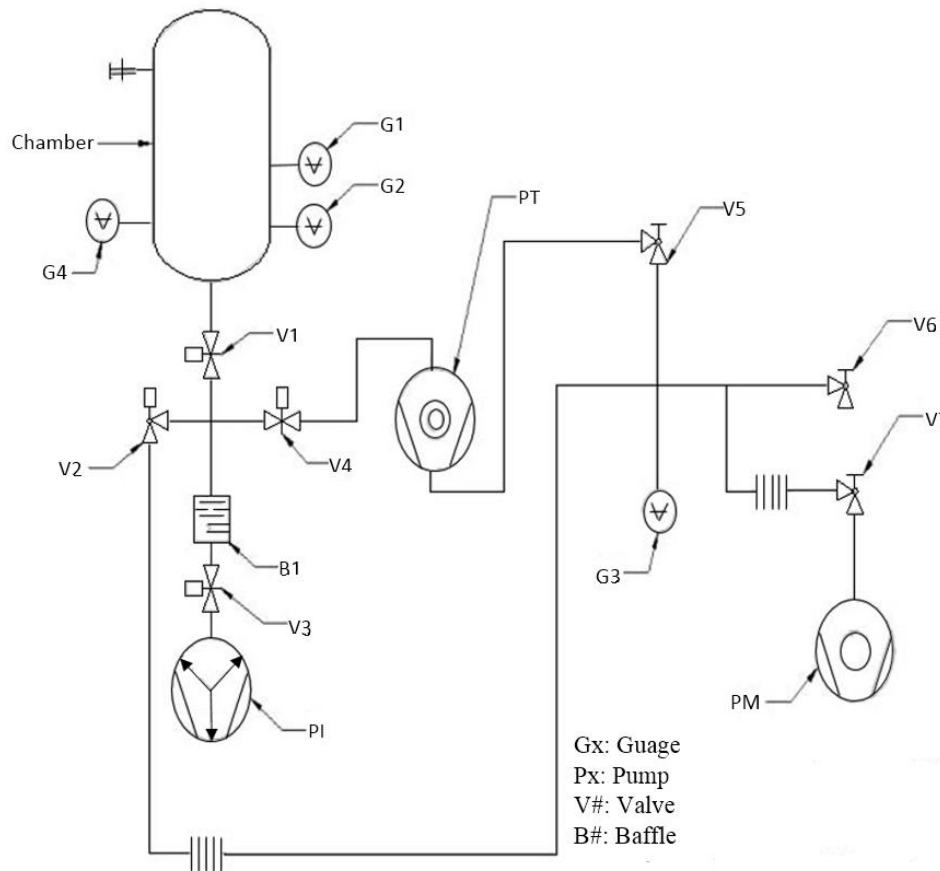 G1
Chamber
G2
PT
V5
G4
V1
V6
V2
V4
V7
B1
G3
V3
PI
PM
Gx: Guage
Px: Pump
V#: Valve
B#: Baffle